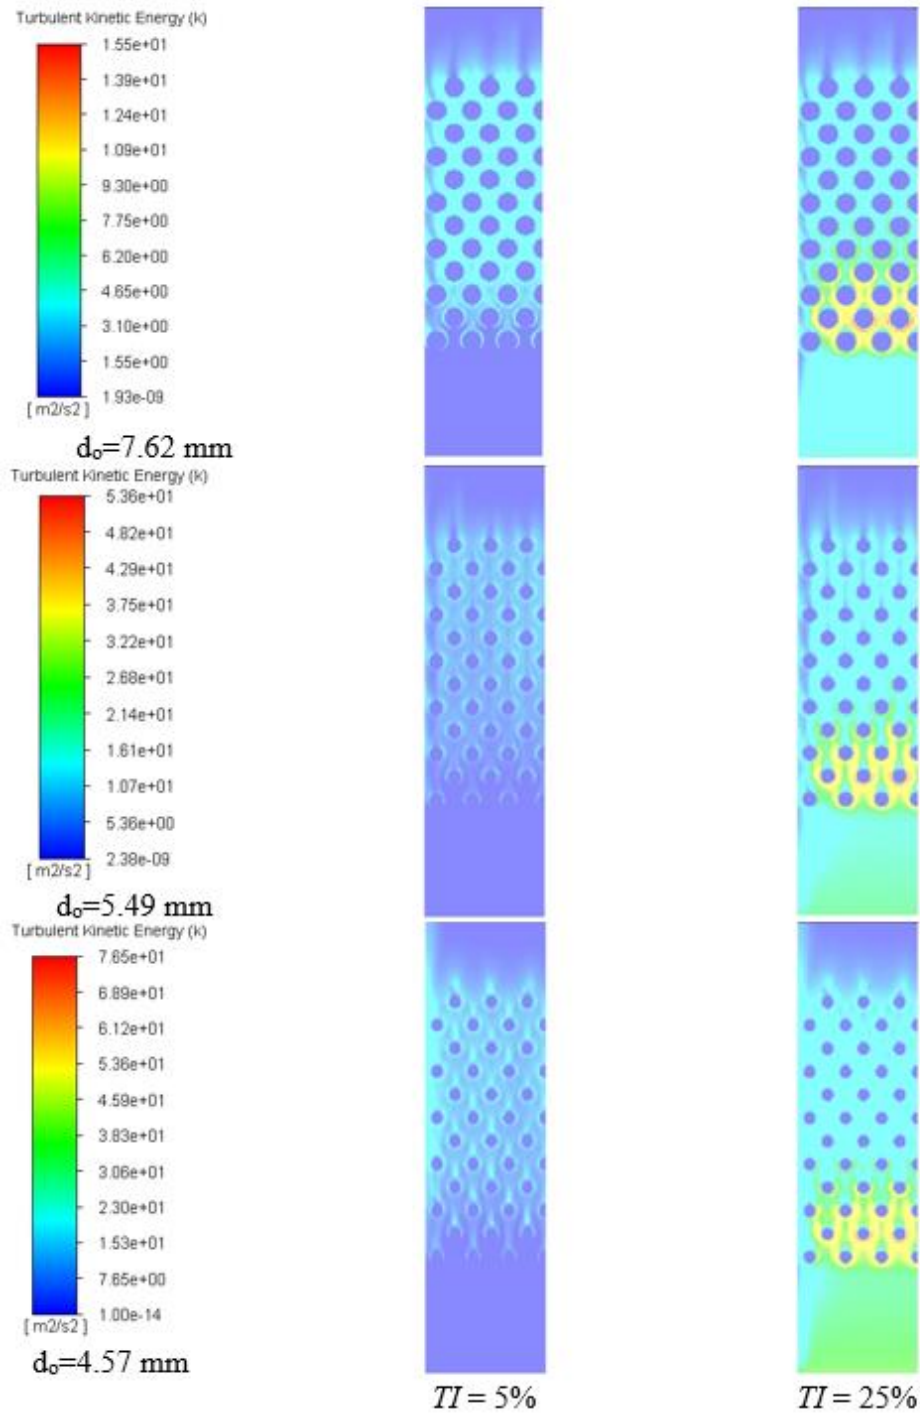 Turbulent Kinetic Energy (k)
1.55e+01
1.39e+01
1.24e+01
1.09e+01
9.30e+00
7.75e+00
6.20e+00
4.65e+00
3.10e+00
1.55e+00
1.93e-09
[ m2/s2 ]
dₒ=7.62 mm
Turbulent Kinetic Energy (k)
5.36e+01
4.82e+01
4.29e+01
3.75e+01
3.22e+01
2.68e+01
2.14e+01
1.61e+01
1.07e+01
5.36e+00
2.38e-09
[ m2/s2 ]
dₒ=5.49 mm
Turbulent Kinetic Energy (k)
7.65e+01
6.89e+01
6.12e+01
5.36e+01
4.59e+01
3.83e+01
3.06e+01
2.30e+01
1.53e+01
7.65e+00
1.00e-14
[ m2/s2 ]
dₒ=4.57 mm
TI = 5%
TI = 25%